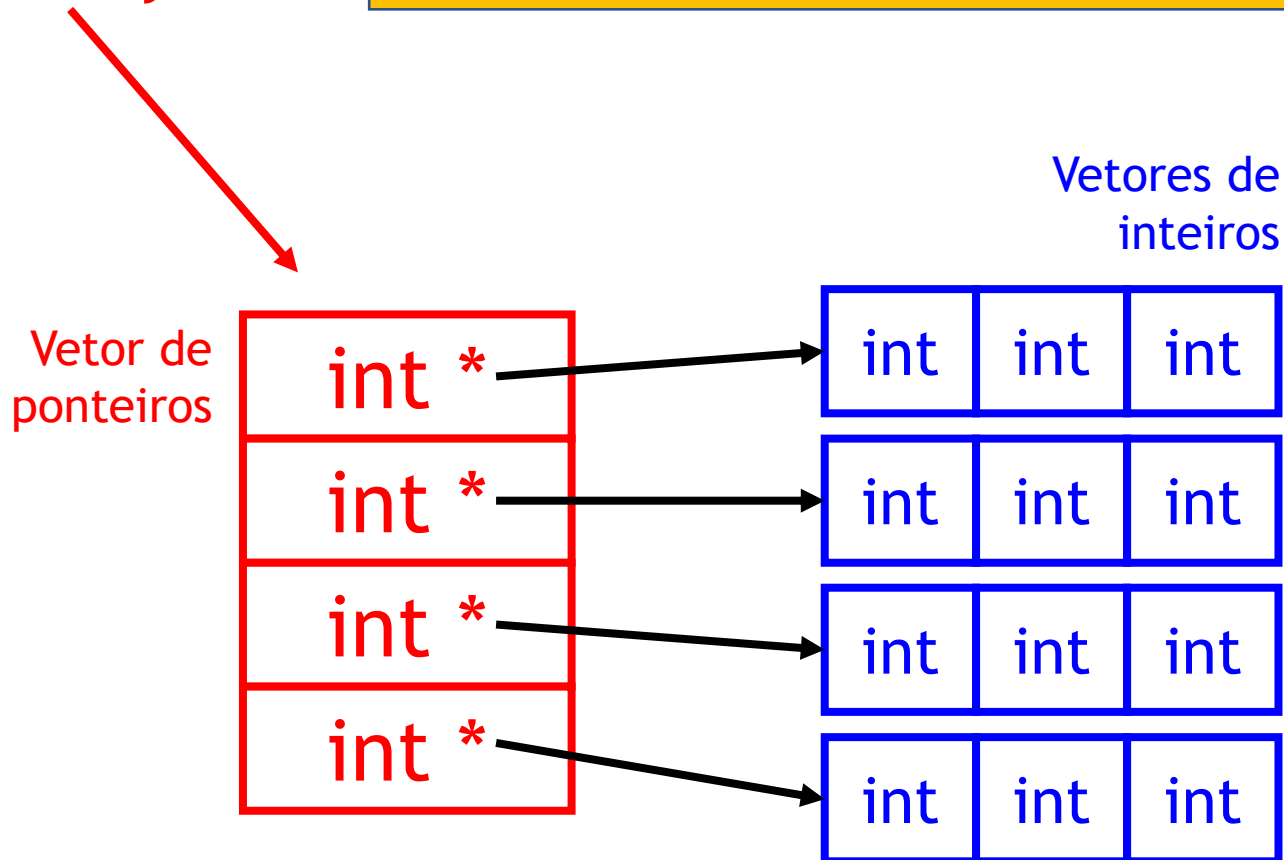 Vetores de
inteiros
Vetor de
ponteiros
int *
int int int
int *
int int int
int *
int int int
int *
int int int